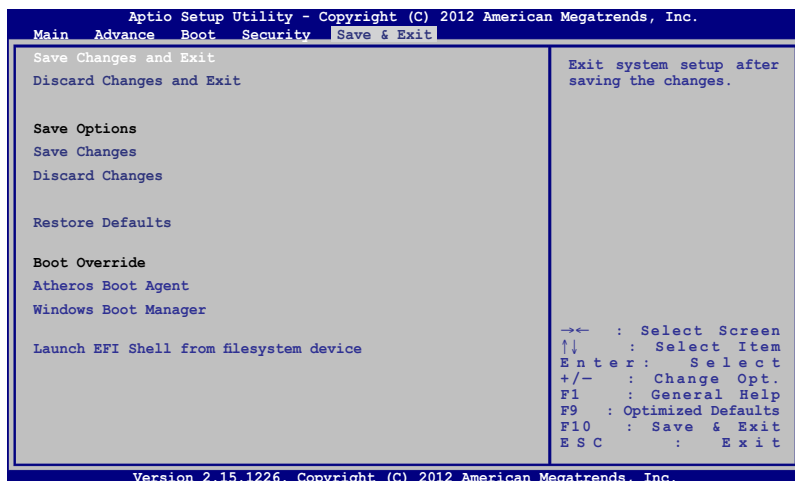 Aptio Setup Utility - Copyright (C) 2012 American Megatrends, Inc.
Main Advance Boot Security Save & Exit
Save Changes and Exit
Discard Changes and Exit
Save Options
Save Changes
Discard Changes
Restore Defaults
Boot Override
Atheros Boot Agent
Windows Boot Manager
Launch EFI Shell from filesystem device
Exit system setup after
saving the changes.
→← : Select Screen
↑↓ : Select Item
Enter: Select
+/— : Change Opt.
F1 : General Help
F9 : Optimized Defaults
F10 : Save & Exit
ESC : Exit
Version 2.15.1226. Copyright (C) 2012 American Megatrends, Inc.